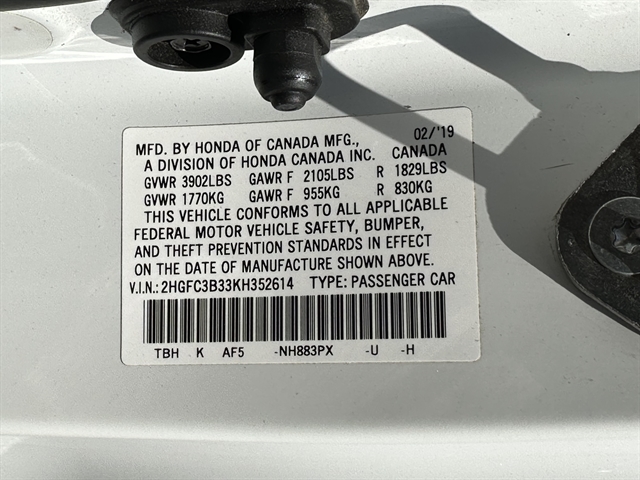 MFD. BY HONDA OF CANADA MFG., 02/'19
A DIVISION OF HONDA CANADA INC. CANADA
GVWR 3902LBS GAWR F 2105LBS R 1829LBS
GVWR 1770KG GAWR F 955KG R 830KG
THIS VEHICLE CONFORMS TO ALL APPLICABLE
FEDERAL MOTOR VEHICLE SAFETY, BUMPER,
AND THEFT PREVENTION STANDARDS IN EFFECT
ON THE DATE OF MANUFACTURE SHOWN ABOVE.
V.I.N.: 2HGFC3B33KH352614 TYPE: PASSENGER CAR
TBH K AF5 -NH883PX -U -H